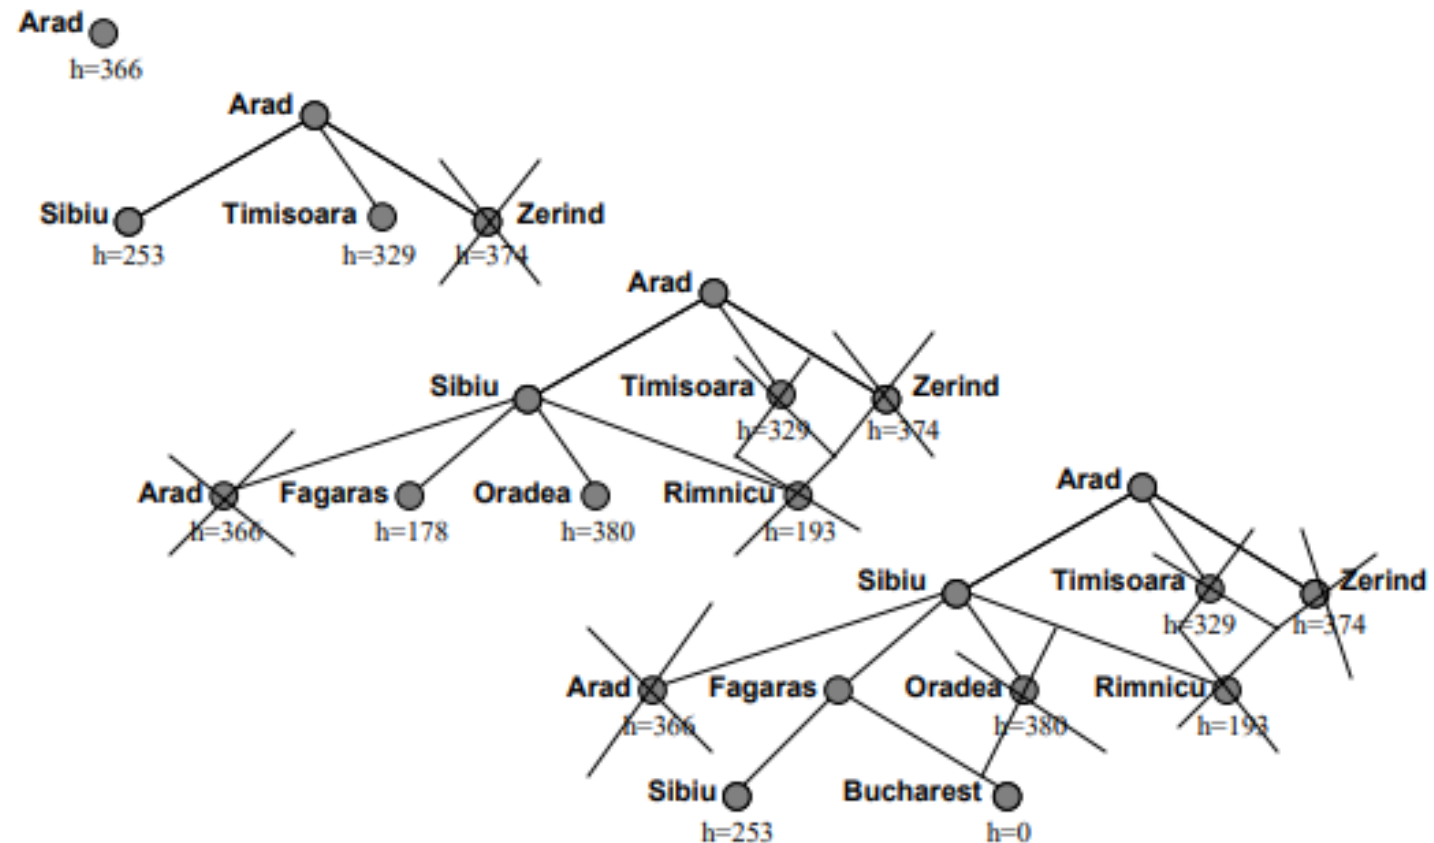 Arad
h=366
Arad
Sibiu Timisoara Zerind
h=253 h=329 h=374
Arad
Sibiu Timisoara Zerind
h=329 h=374
Arad Fagaras Oradea Rimnicu
h=366 h=178 h=380 h=193
Arad
Sibiu Timisoara Zerind
h=329 h=374
Arad Fagaras Oradea Rimnicu
h=366 h=380 h=193
Sibiu Bucharest
h=253 h=0